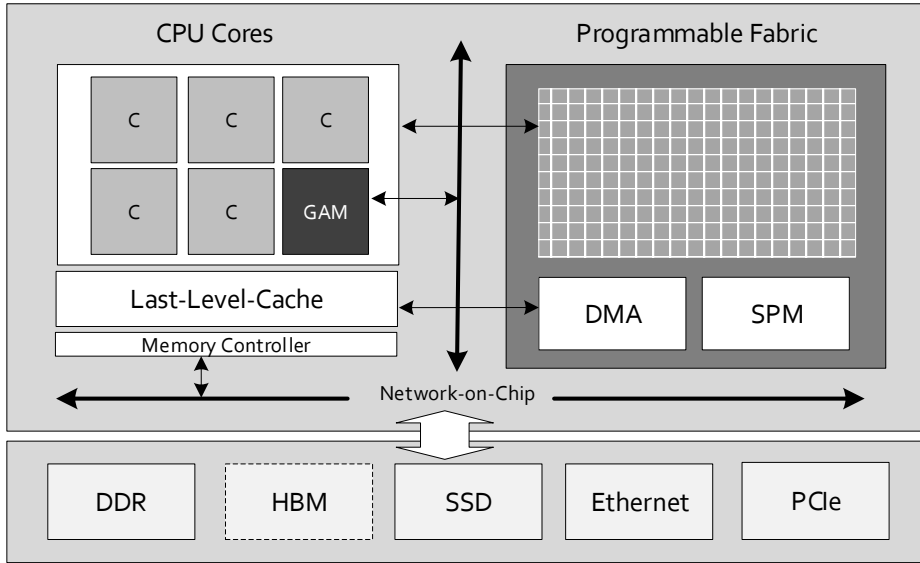 CPU Cores
Programmable Fabric
C
C
C
C
C
GAM
Last-Level-Cache
DMA
SPM
Memory Controller
Network-on-Chip
DDR
HBM
SSD
Ethernet
PCIe